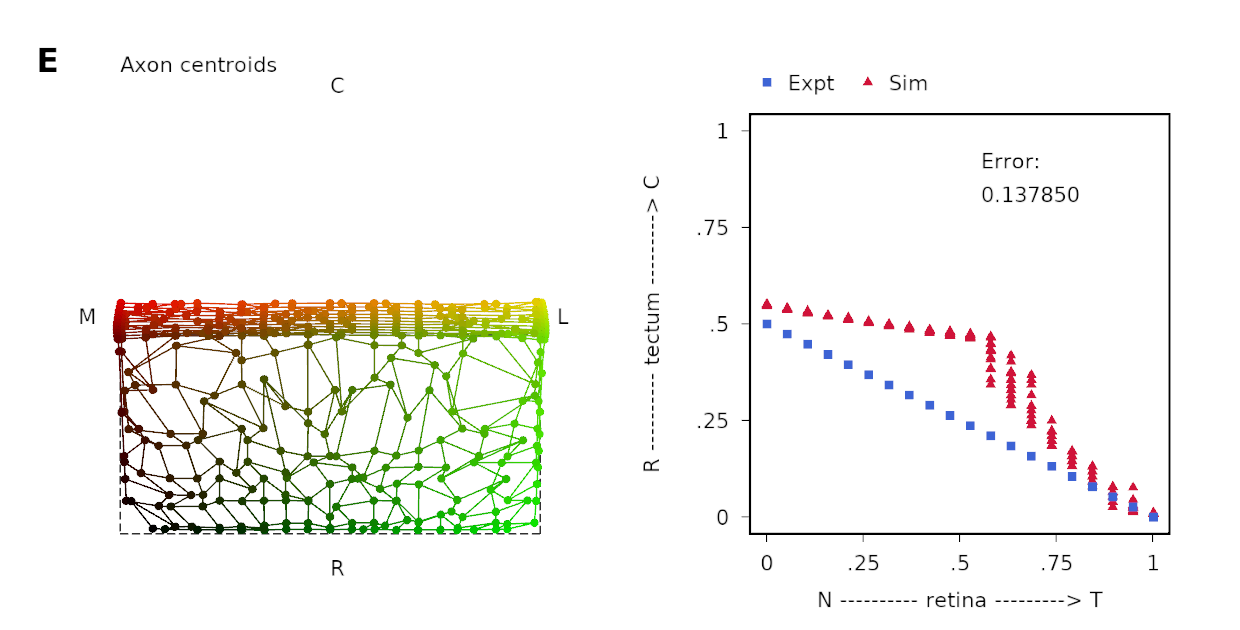 E
Axon centroids
C
M
L
R
Expt
Sim
Error:
0.137850
1
.75
.5
.25
0
R -------- tectum ----------> C
0 .25 .5 .75 1
N ---------- retina ---------> T